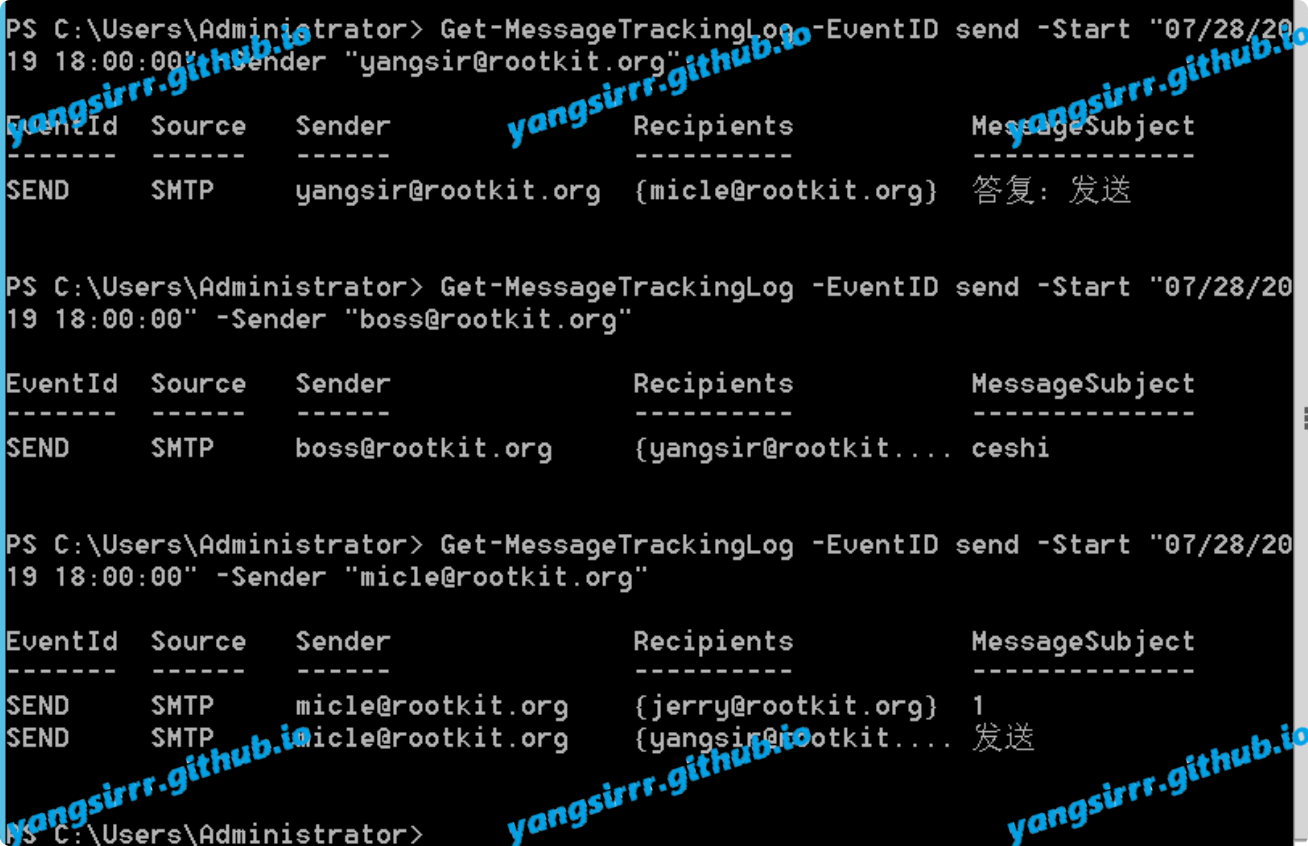 PS C:\Users\Administrator> Get-MessageTrackingLog -EventID send -Start "07/28/20
19 18:00:00" -Sender "yangsir@rootkit.org"
yangsirrr.github.io yangsirrr.github.io yangsirrr.github.io
EventId Source Sender Recipients MessageSubject
------- ------ ------ ---------- --------------
SEND SMTP yangsir@rootkit.org {micle@rootkit.org} 答复: 发送
PS C:\Users\Administrator> Get-MessageTrackingLog -EventID send -Start "07/28/20
19 18:00:00" -Sender "boss@rootkit.org"
EventId Source Sender Recipients MessageSubject
------- ------ ------ ---------- --------------
SEND SMTP boss@rootkit.org {yangsir@rootkit.... ceshi
PS C:\Users\Administrator> Get-MessageTrackingLog -EventID send -Start "07/28/20
19 18:00:00" -Sender "micle@rootkit.org"
EventId Source Sender Recipients MessageSubject
------- ------ ------ ---------- --------------
SEND SMTP micle@rootkit.org {jerry@rootkit.org} 1
SEND SMTP micle@rootkit.org {yangsir@rootkit.... 发送
yangsirrr.github.io yangsirrr.github.io yangsirrr.github.io
PS C:\Users\Administrator>